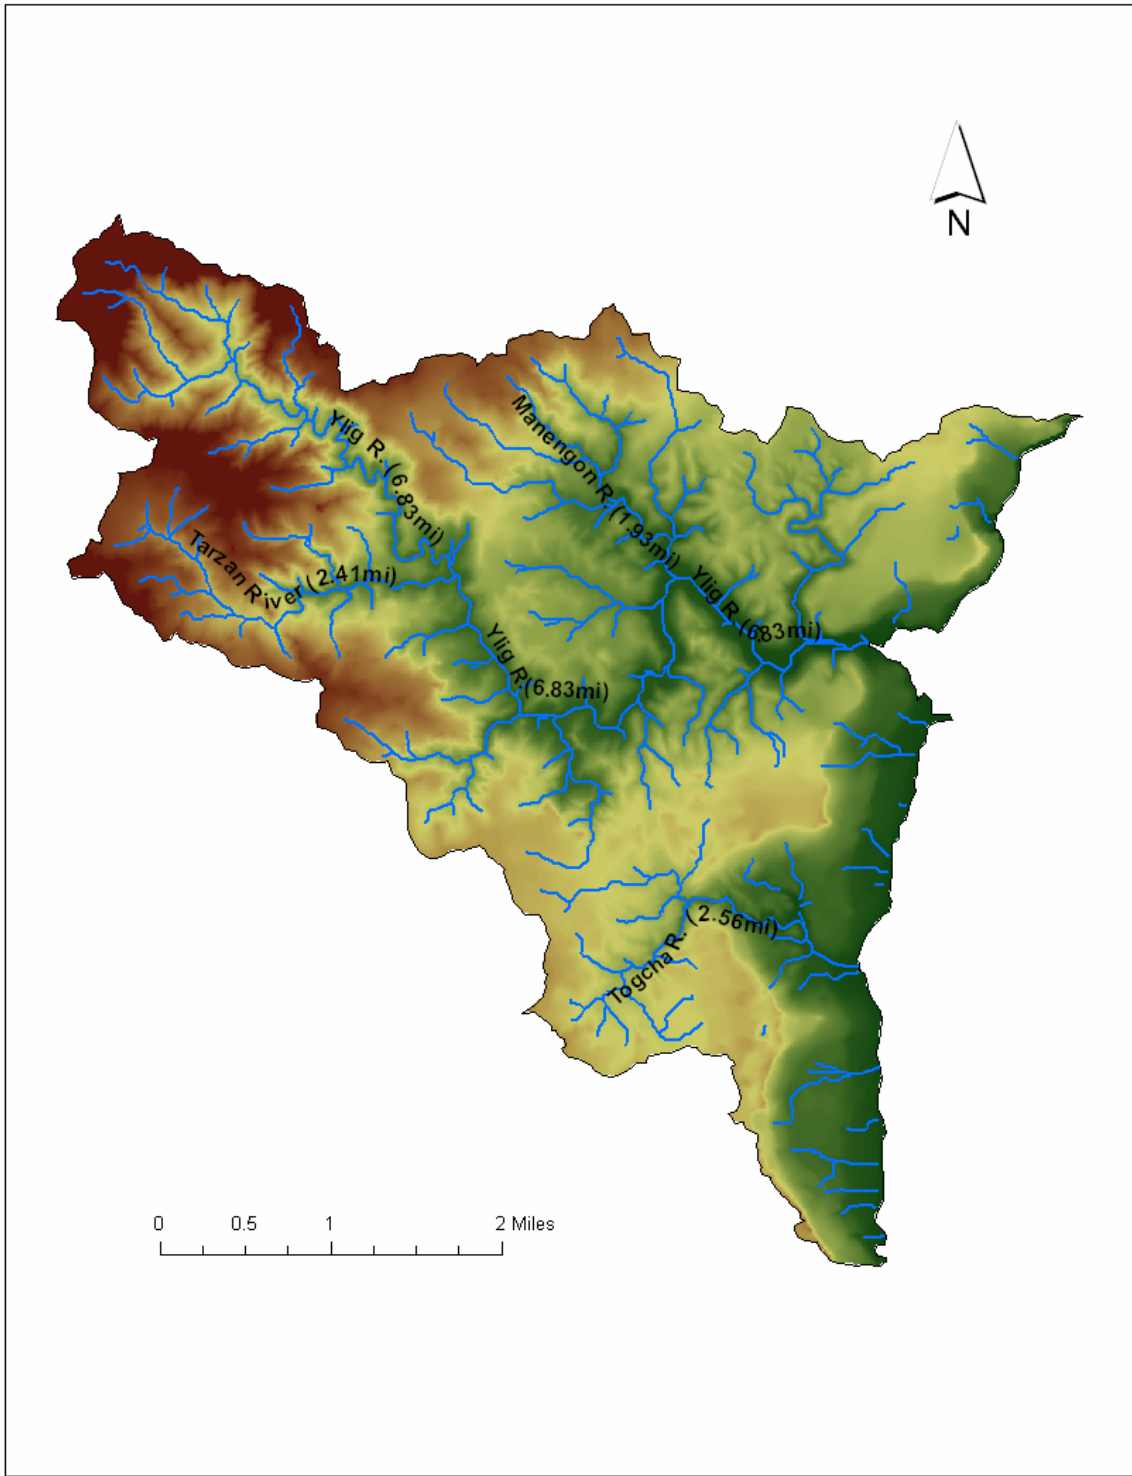 N
Ylig R. (6.83mi)
Manengon R. (1.93mi)
Tarzan River (2.41mi)
Ylig R. (6.83mi)
Ylig R. (6.83mi)
Togcha R. (2.56mi)
0 0.5 1 2 Miles